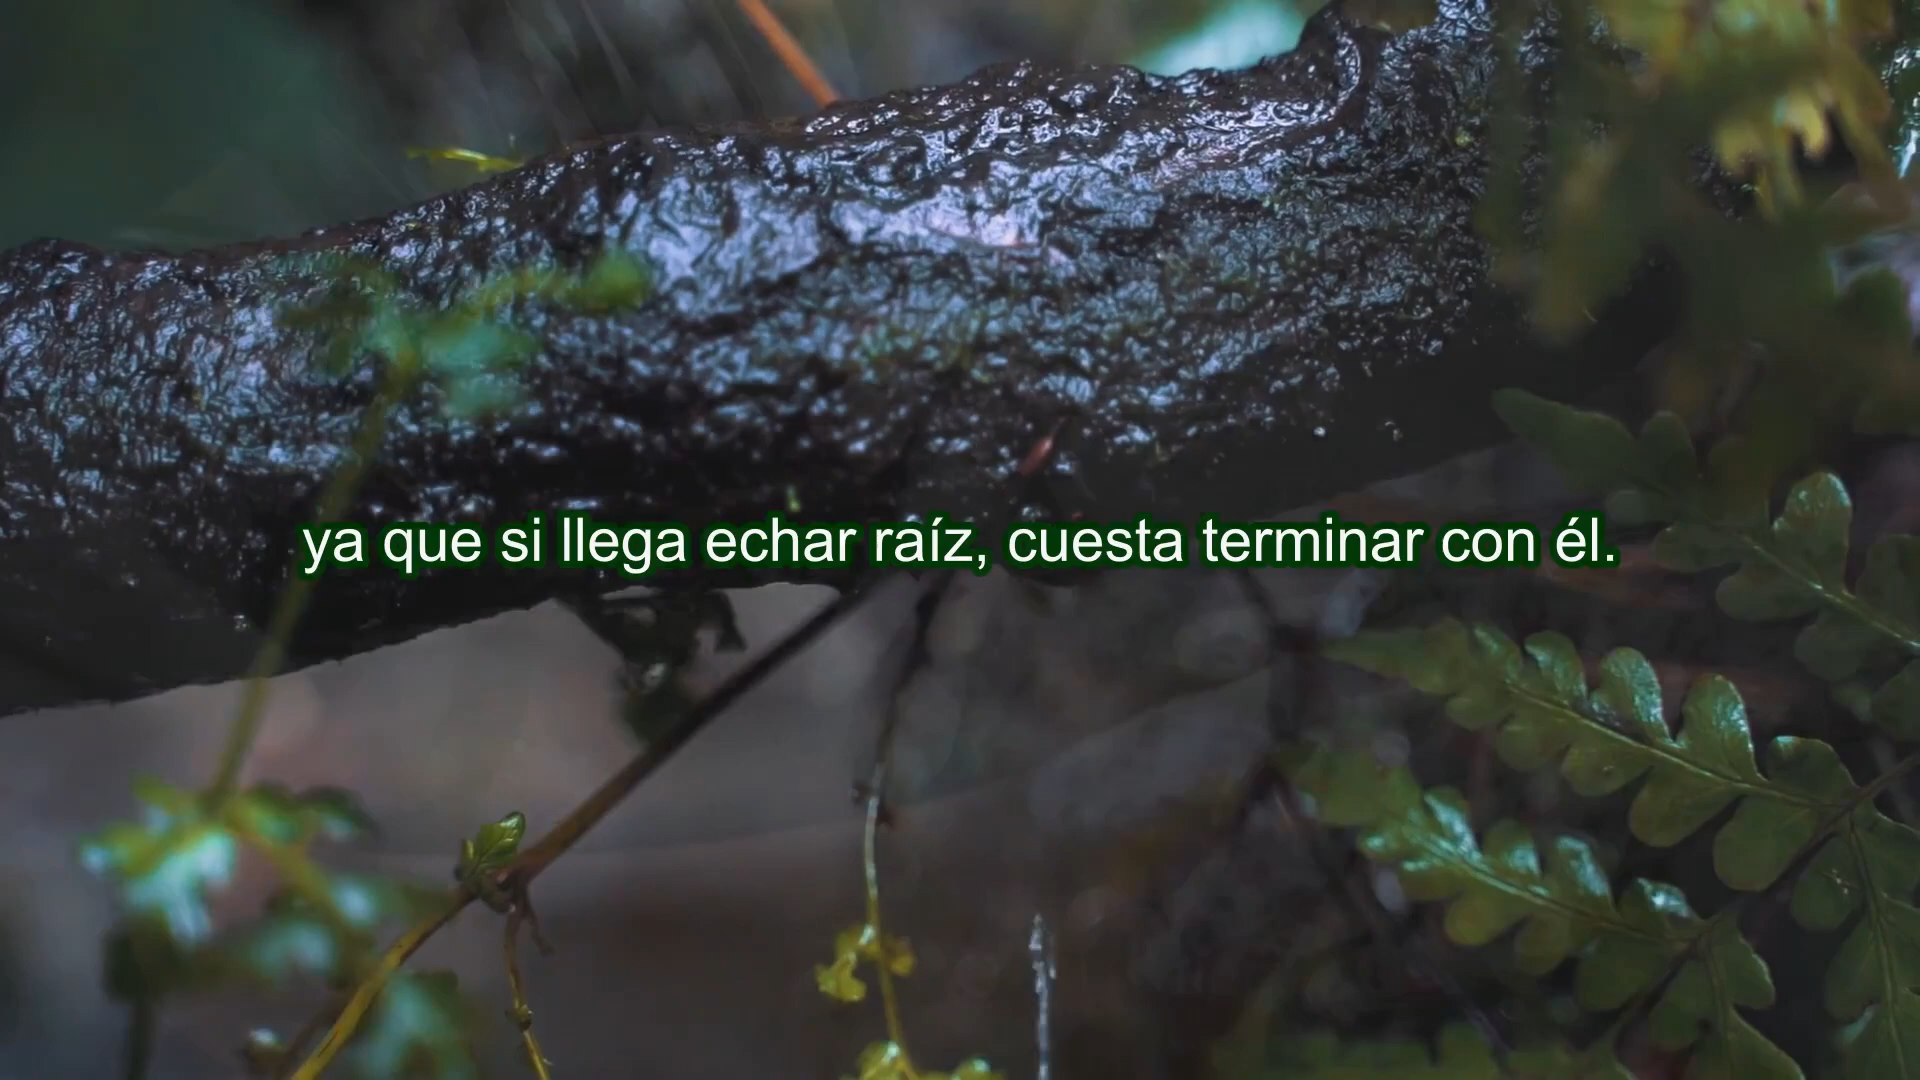 ya que si llega echar raíz, cuesta terminar con él.